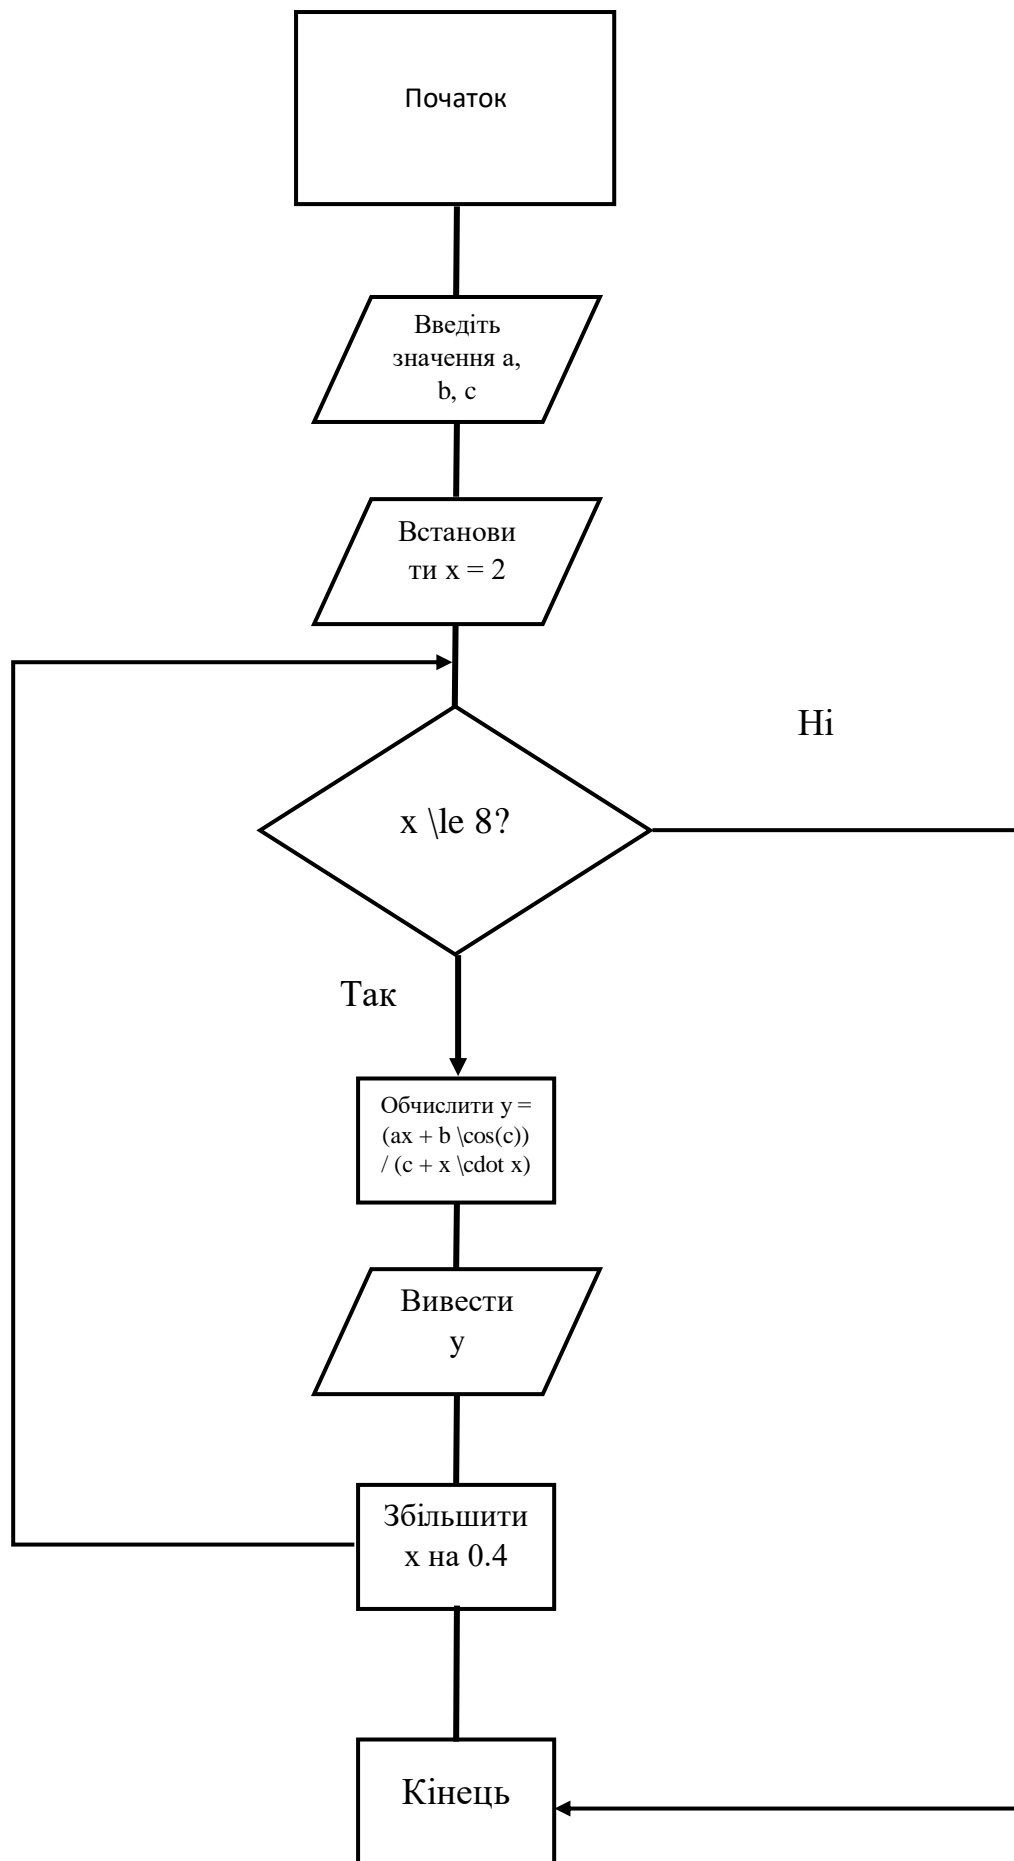 Початок
Введіть
значення a,
b, c
Встанови
ти x = 2
Ні
x \le 8?
Так
Обчислити y =
(ax + b \cos(c))
/ (c + x \cdot x)
Вивести
y
Збільшити
x на 0.4
Кінець